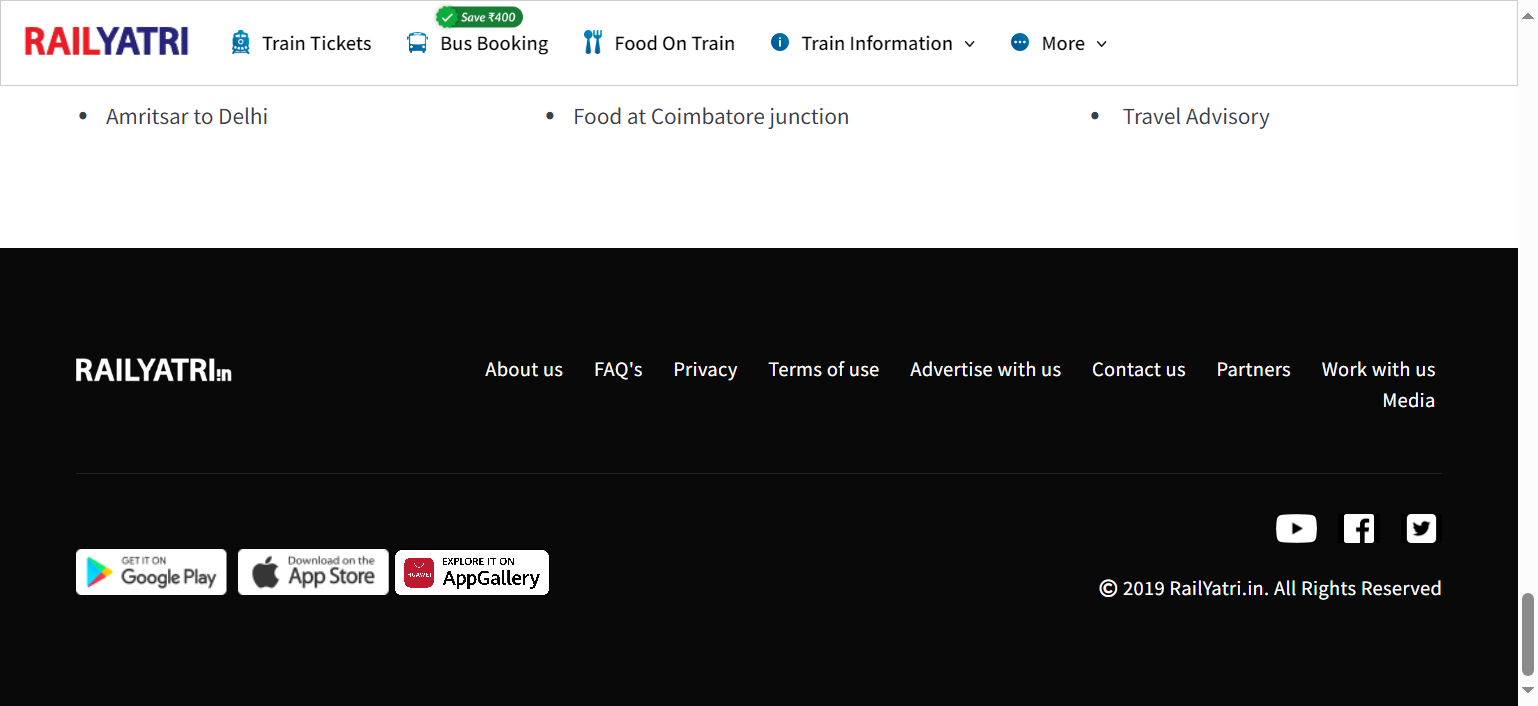 Save ₹400
RAILYATRI Train Tickets Bus Booking Food On Train Train Information More
• Amritsar to Delhi • Food at Coimbatore junction • Travel Advisory
RAILYATRI.in About us FAQ's Privacy Terms of use Advertise with us Contact us Partners Work with us
Media
GET IT ON Download on the EXPLORE IT ON
Google Play App Store HUAWEI AppGallery
© 2019 RailYatri.in. All Rights Reserved